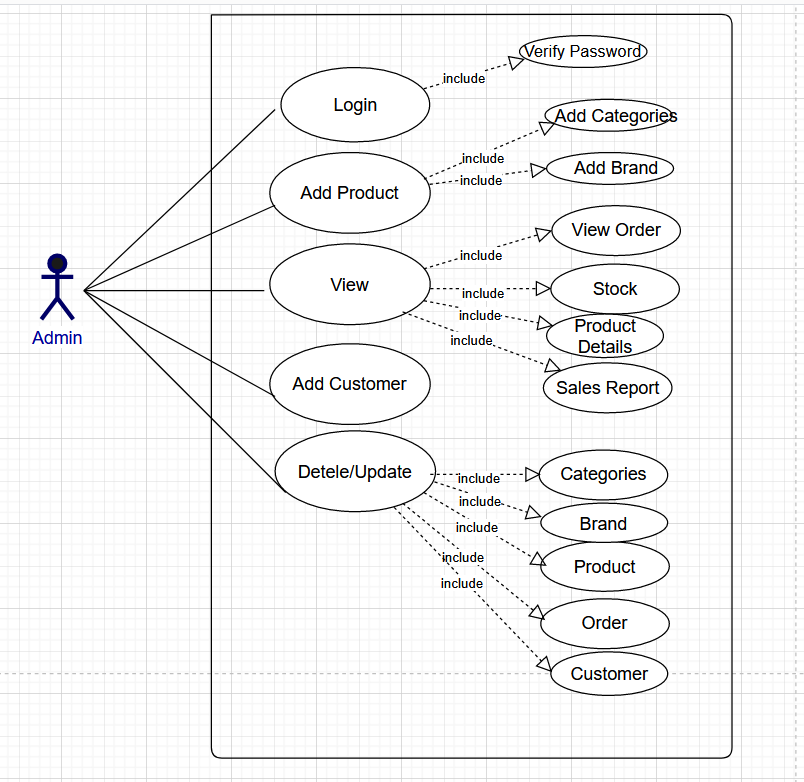 Verify Password
include
Login
Add Categories
include
Add Brand
include
Add Product
View Order
include
View
Stock
include
include
Product
Details
include
Admin
Add Customer
Sales Report
Detele/Update
include
Categories
include
Brand
include
Product
include
include
Order
Customer